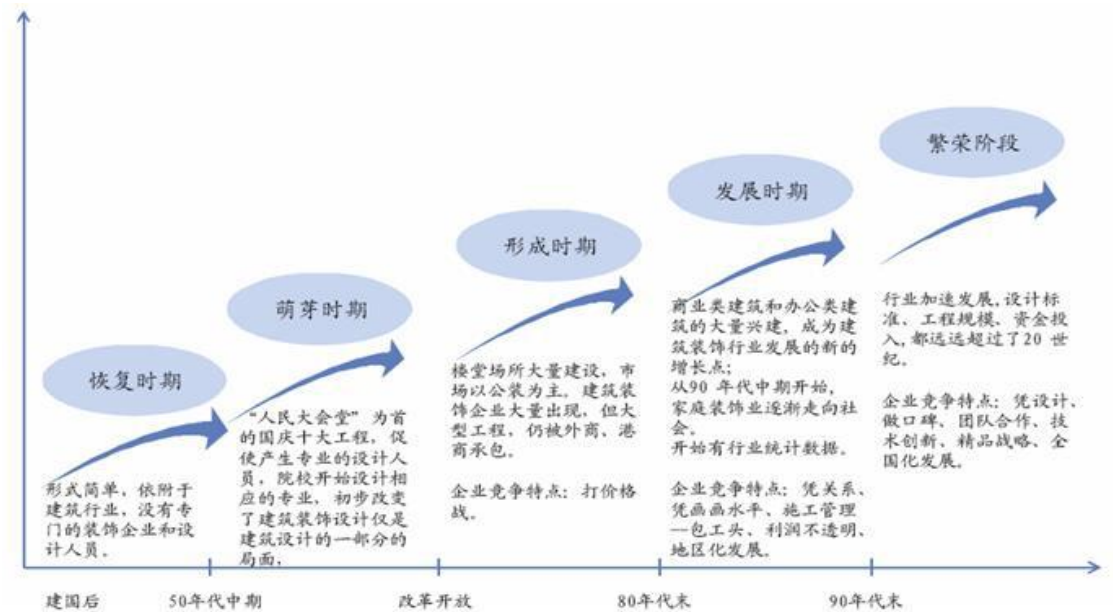 恢复时期
形式简单，依附于
建筑行业，没有专
门的装饰企业和设
计人员。
萌芽时期
“人民大会堂”为首
的国庆十大工程，促
使产生专业的设计人
员，院校开始设计相
应的专业，初步改变
了建筑装饰设计仅是
建筑设计的一部分的
局面，
形成时期
楼堂场所大量建设，市
场以公装为主。建筑装
饰企业大量出现，但大
型工程，仍被外商、港
商承包。
企业竞争特点：打价格
战。
发展时期
商业类建筑和办公类建
筑的大量兴建，成为建
筑装饰行业发展的新的
增长点；
从90 年代中期开始，
家庭装饰业逐渐走向社
会。
开始有行业统计数据。
企业竞争特点：凭关系、
凭画画水平、施工管理
—包工头、利润不透明、
地区化发展。
繁荣阶段
行业加速发展,设计标
准、工程规模、资金投
入,都远远超过了20 世
纪。
企业竞争特点：凭设计、
做口碑、团队合作、技
术创新、精品战略、全
国化发展。
建国后 50年代中期 改革开放 80年代末 90年代末